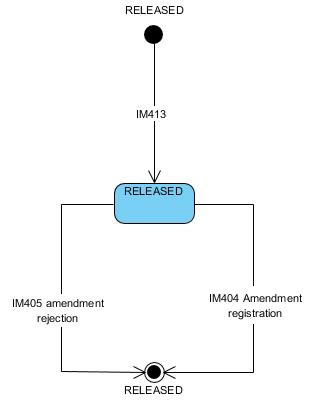 RELEASED
IM413
RELEASED
IM405 amendment
rejection
IM404 Amendment
registration
RELEASED